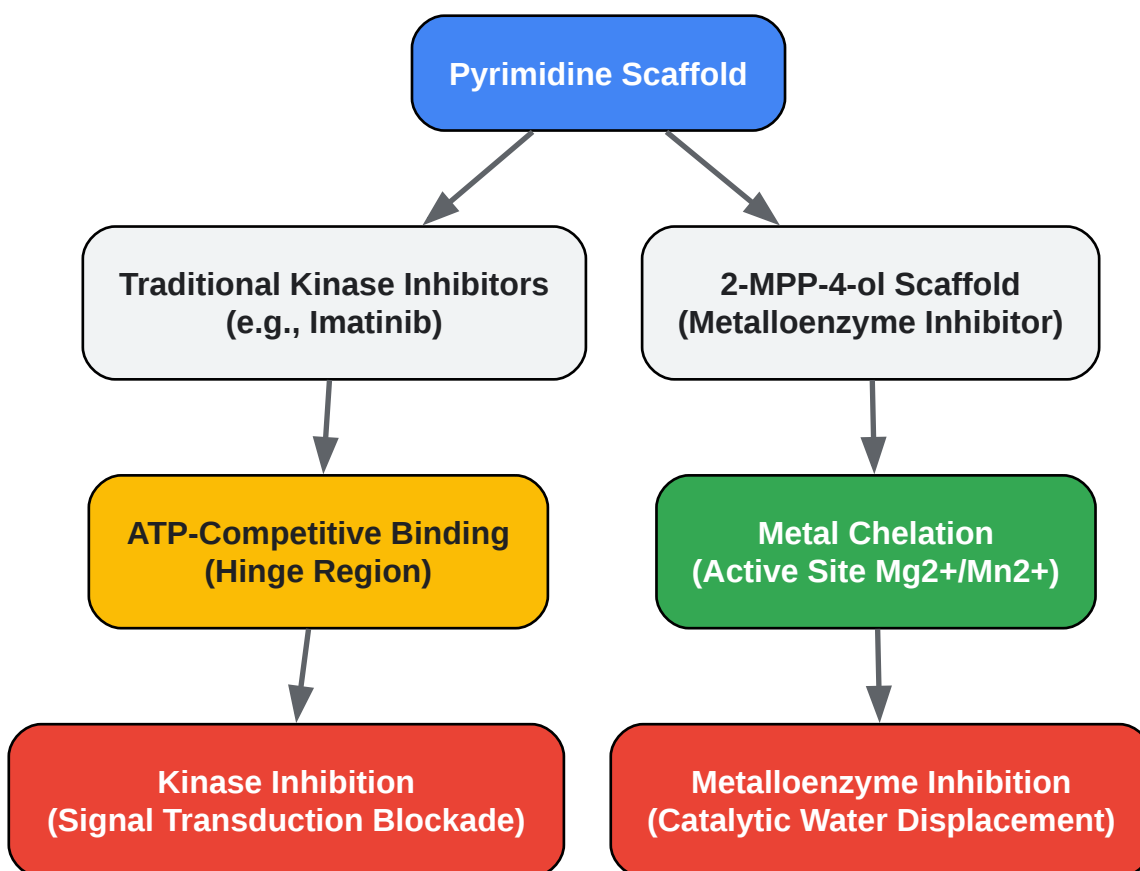 Pyrimidine Scaffold
Traditional Kinase Inhibitors
(e.g., Imatinib)
2-MPP-4-ol Scaffold
(Metalloenzyme Inhibitor)
ATP-Competitive Binding
(Hinge Region)
Metal Chelation
(Active Site Mg2+/Mn2+)
Kinase Inhibition
(Signal Transduction Blockade)
Metalloenzyme Inhibition
(Catalytic Water Displacement)